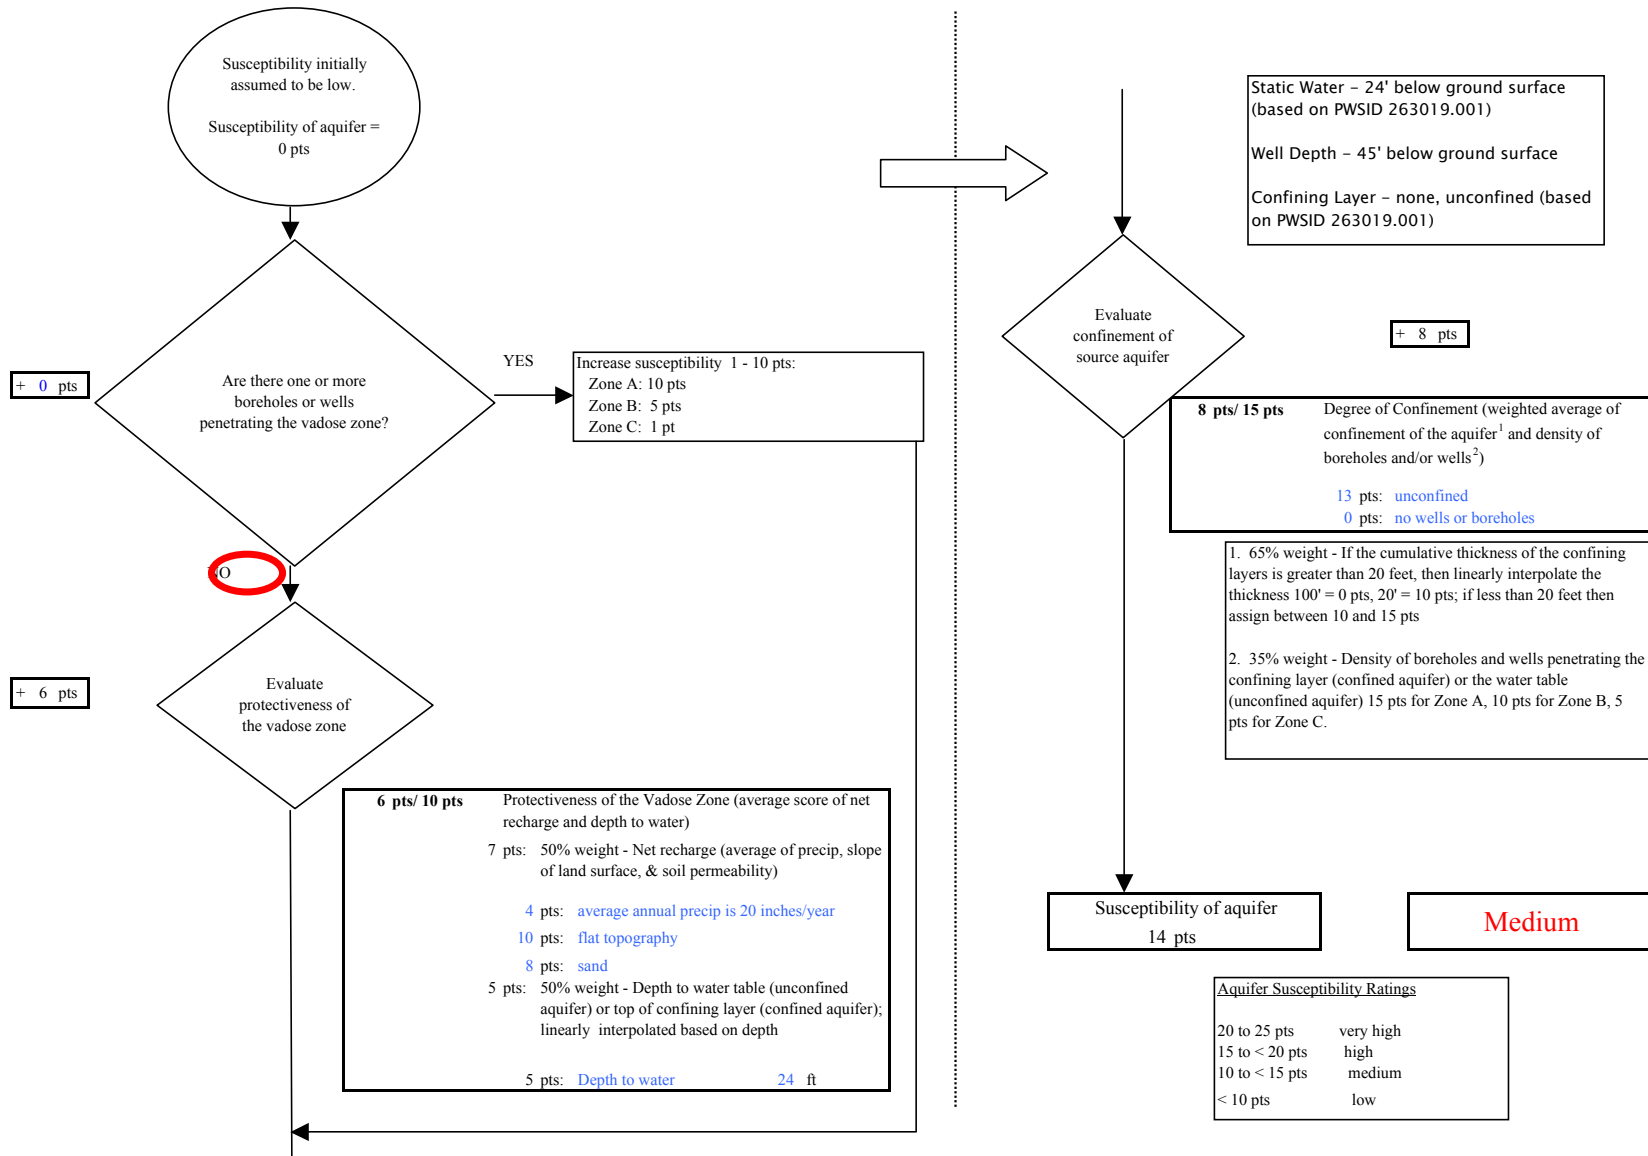 Susceptibility initially
assumed to be low.
Susceptibility of aquifer =
0 pts
+ 0 pts
Are there one or more
boreholes or wells
penetrating the vadose zone?
YES
Increase susceptibility 1 - 10 pts:
Zone A: 10 pts
Zone B: 5 pts
Zone C: 1 pt
NO
+ 6 pts
Evaluate
protectiveness of
the vadose zone
6 pts/ 10 pts Protectiveness of the Vadose Zone (average score of net
recharge and depth to water)
7 pts: 50% weight - Net recharge (average of precip, slope
of land surface, & soil permeability)
4 pts: average annual precip is 20 inches/year
10 pts: flat topography
8 pts: sand
5 pts: 50% weight - Depth to water table (unconfined
aquifer) or top of confining layer (confined aquifer);
linearly interpolated based on depth
5 pts: Depth to water 24 ft
Static Water – 24' below ground surface
(based on PWSID 263019.001)
Well Depth – 45' below ground surface
Confining Layer – none, unconfined (based
on PWSID 263019.001)
Evaluate
confinement of
source aquifer
+ 8 pts
8 pts/ 15 pts Degree of Confinement (weighted average of
confinement of the aquifer1 and density of
boreholes and/or wells2)
13 pts: unconfined
0 pts: no wells or boreholes
1. 65% weight - If the cumulative thickness of the confining
layers is greater than 20 feet, then linearly interpolate the
thickness 100' = 0 pts, 20' = 10 pts; if less than 20 feet then
assign between 10 and 15 pts
2. 35% weight - Density of boreholes and wells penetrating the
confining layer (confined aquifer) or the water table
(unconfined aquifer) 15 pts for Zone A, 10 pts for Zone B, 5
pts for Zone C.
Susceptibility of aquifer
14 pts
Medium
Aquifer Susceptibility Ratings
20 to 25 pts very high
15 to < 20 pts high
10 to < 15 pts medium
< 10 pts low